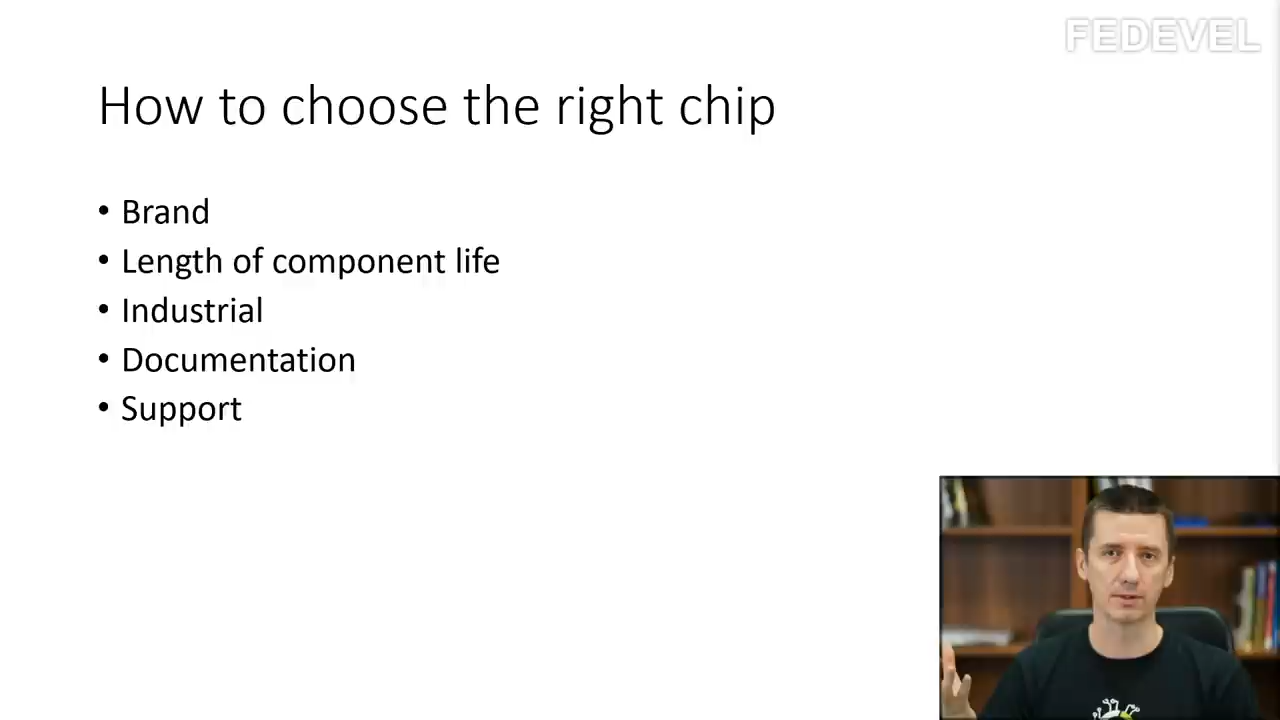 FEDEVEL
How to choose the right chip
• Brand
• Length of component life
• Industrial
• Documentation
• Support